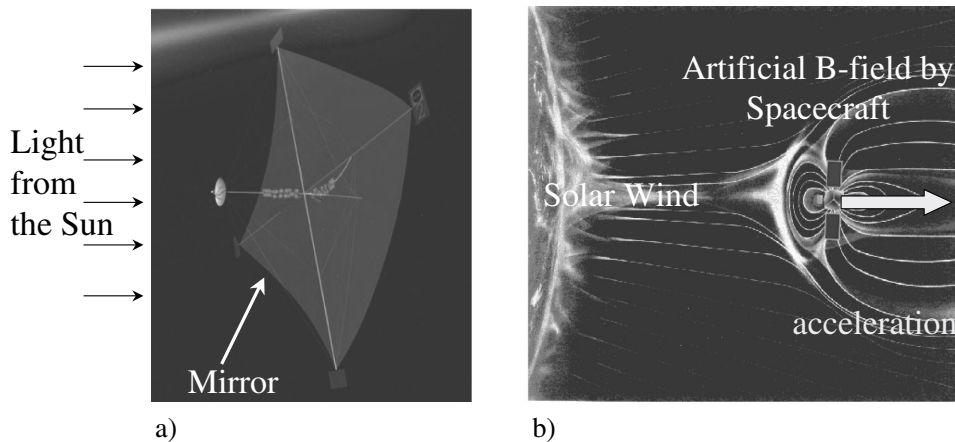 Light
from
the Sun
Mirror
a)
Artificial B-field by
Spacecraft
Solar Wind
acceleration
b)